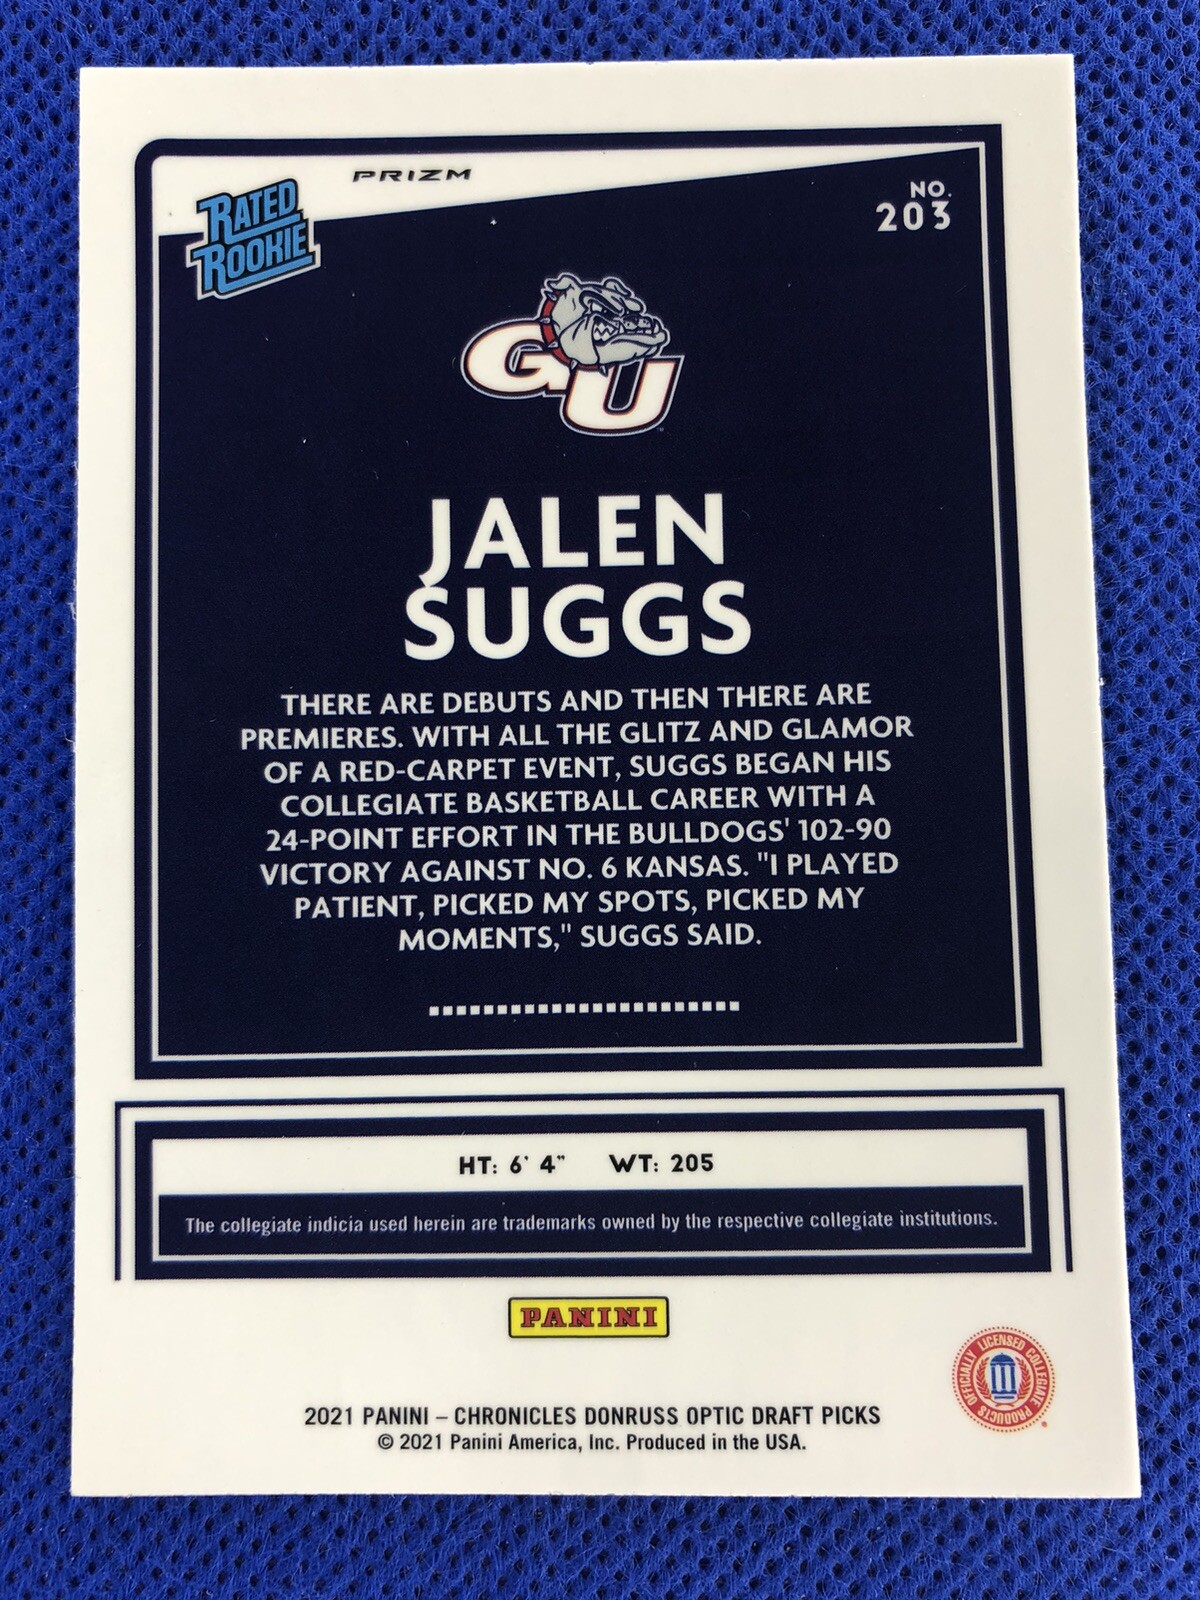 PRIZM
RATED
ROOKIE
NO.
203
GU
JALEN
SUGGS
THERE ARE DEBUTS AND THEN THERE ARE
PREMIERES. WITH ALL THE GLITZ AND GLAMOR
OF A RED-CARPET EVENT, SUGGS BEGAN HIS
COLLEGIATE BASKETBALL CAREER WITH A
24-POINT EFFORT IN THE BULLDOGS' 102-90
VICTORY AGAINST NO. 6 KANSAS. "I PLAYED
PATIENT, PICKED MY SPOTS, PICKED MY
MOMENTS," SUGGS SAID.
HT: 6' 4" WT: 205
The collegiate indicia used herein are trademarks owned by the respective collegiate institutions.
PANINI
OFFICIALLY LICENSED COLLEGIATE PRODUCTS
2021 PANINI – CHRONICLES DONRUSS OPTIC DRAFT PICKS
© 2021 Panini America, Inc. Produced in the USA.